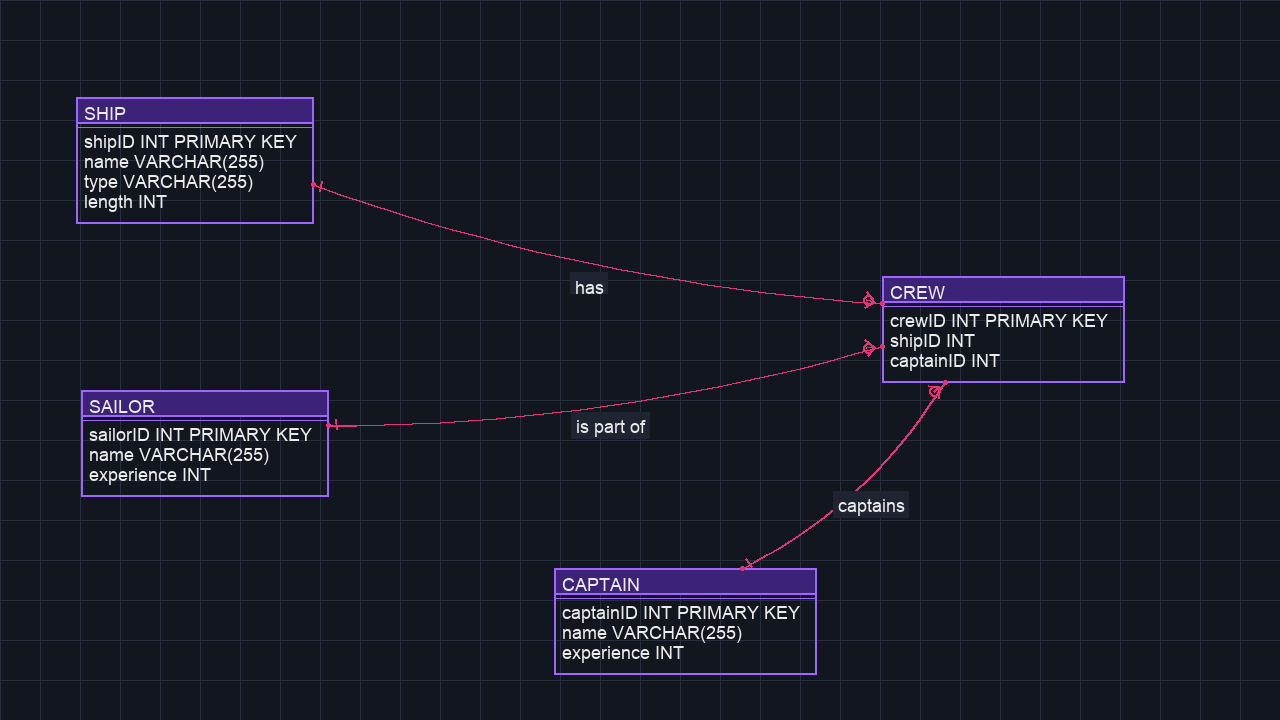 SHIP
shipID INT PRIMARY KEY
name VARCHAR(255)
type VARCHAR(255)
length INT
has
CREW
crewID INT PRIMARY KEY
shipID INT
captainID INT
SAILOR
sailorID INT PRIMARY KEY
name VARCHAR(255)
experience INT
is part of
captains
CAPTAIN
captainID INT PRIMARY KEY
name VARCHAR(255)
experience INT